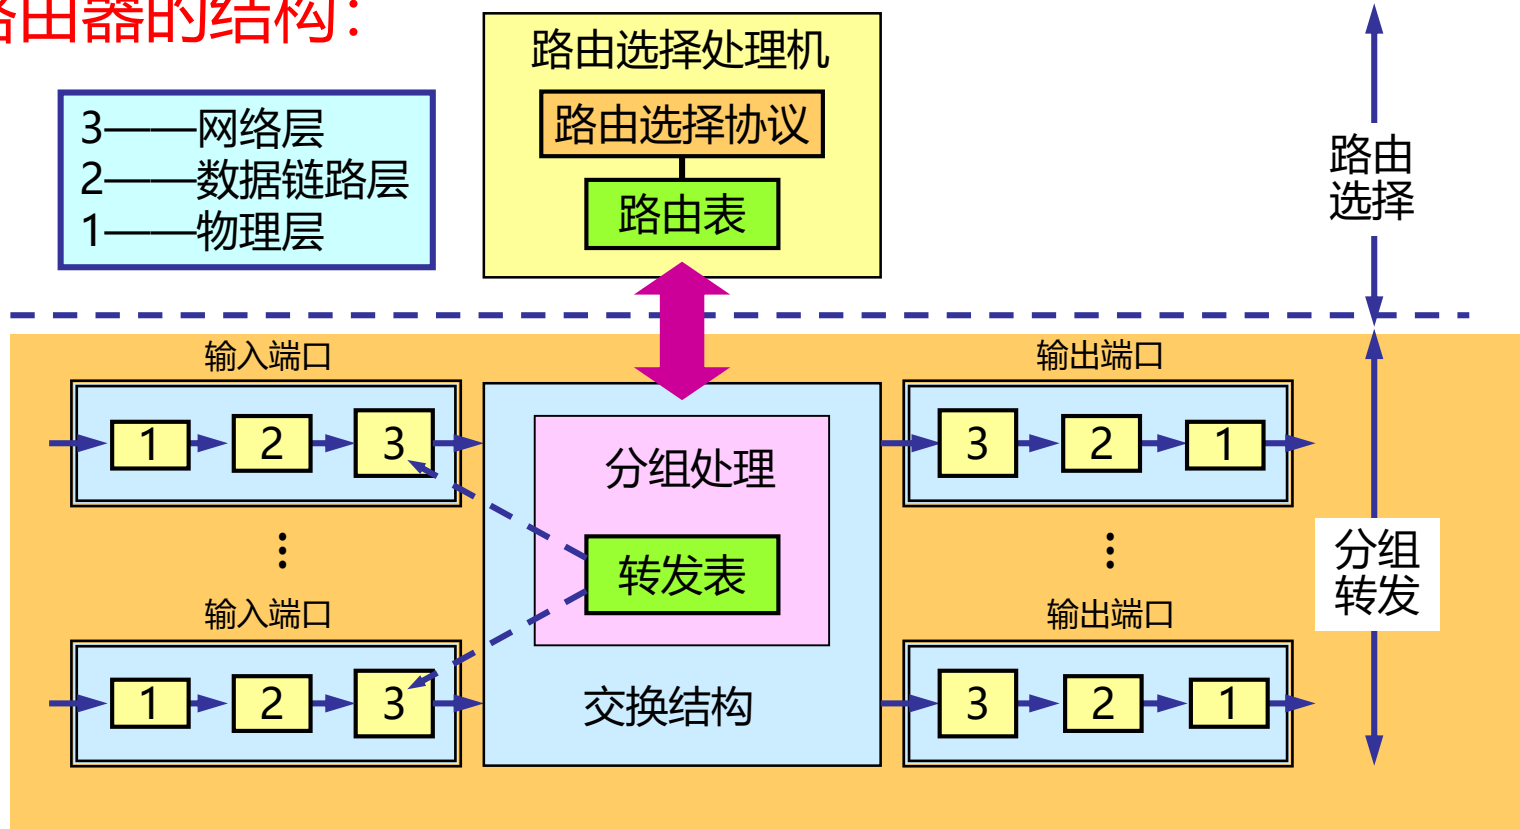 路由器的结构：
3——网络层
2——数据链路层
1——物理层
路由选择处理机
路由选择协议
路由表
路由
选择
输入端口
输出端口
1
2
3
分组处理
转发表
交换结构
3
2
1
⋮
⋮
分组
转发
输入端口
输出端口
1
2
3
3
2
1